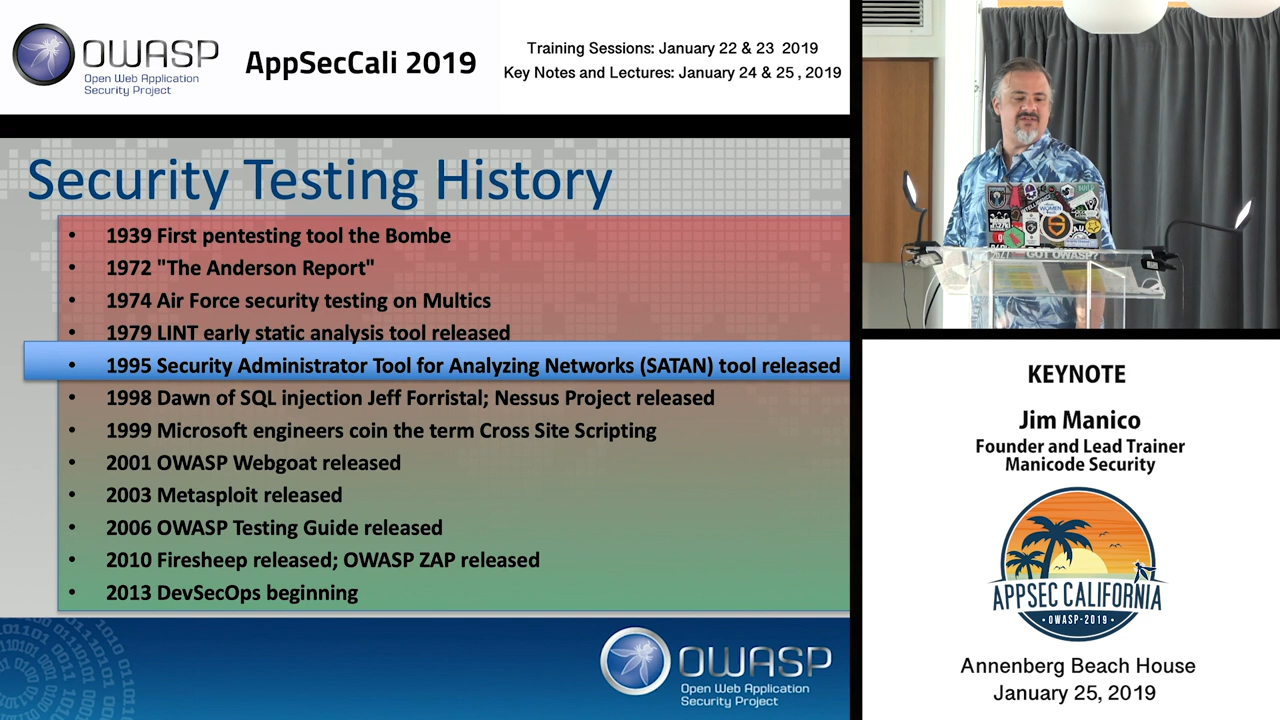 OWASP
Open Web Application
Security Project
AppSecCali 2019
Training Sessions: January 22 & 23 2019
Key Notes and Lectures: January 24 & 25 , 2019
Security Testing History
• 1939 First pentesting tool the Bombe
• 1972 "The Anderson Report"
• 1974 Air Force security testing on Multics
• 1979 LINT early static analysis tool released
• 1995 Security Administrator Tool for Analyzing Networks (SATAN) tool released
• 1998 Dawn of SQL injection Jeff Forristal; Nessus Project released
• 1999 Microsoft engineers coin the term Cross Site Scripting
• 2001 OWASP Webgoat released
• 2003 Metasploit released
• 2006 OWASP Testing Guide released
• 2010 Firesheep released; OWASP ZAP released
• 2013 DevSecOps beginning
OWASP
Open Web Application
Security Project
WOMEN
GOT OWASP?
KEYNOTE
Jim Manico
Founder and Lead Trainer
Manicode Security
APPSEC CALIFORNIA
• OWASP-2019 •
Annenberg Beach House
January 25, 2019